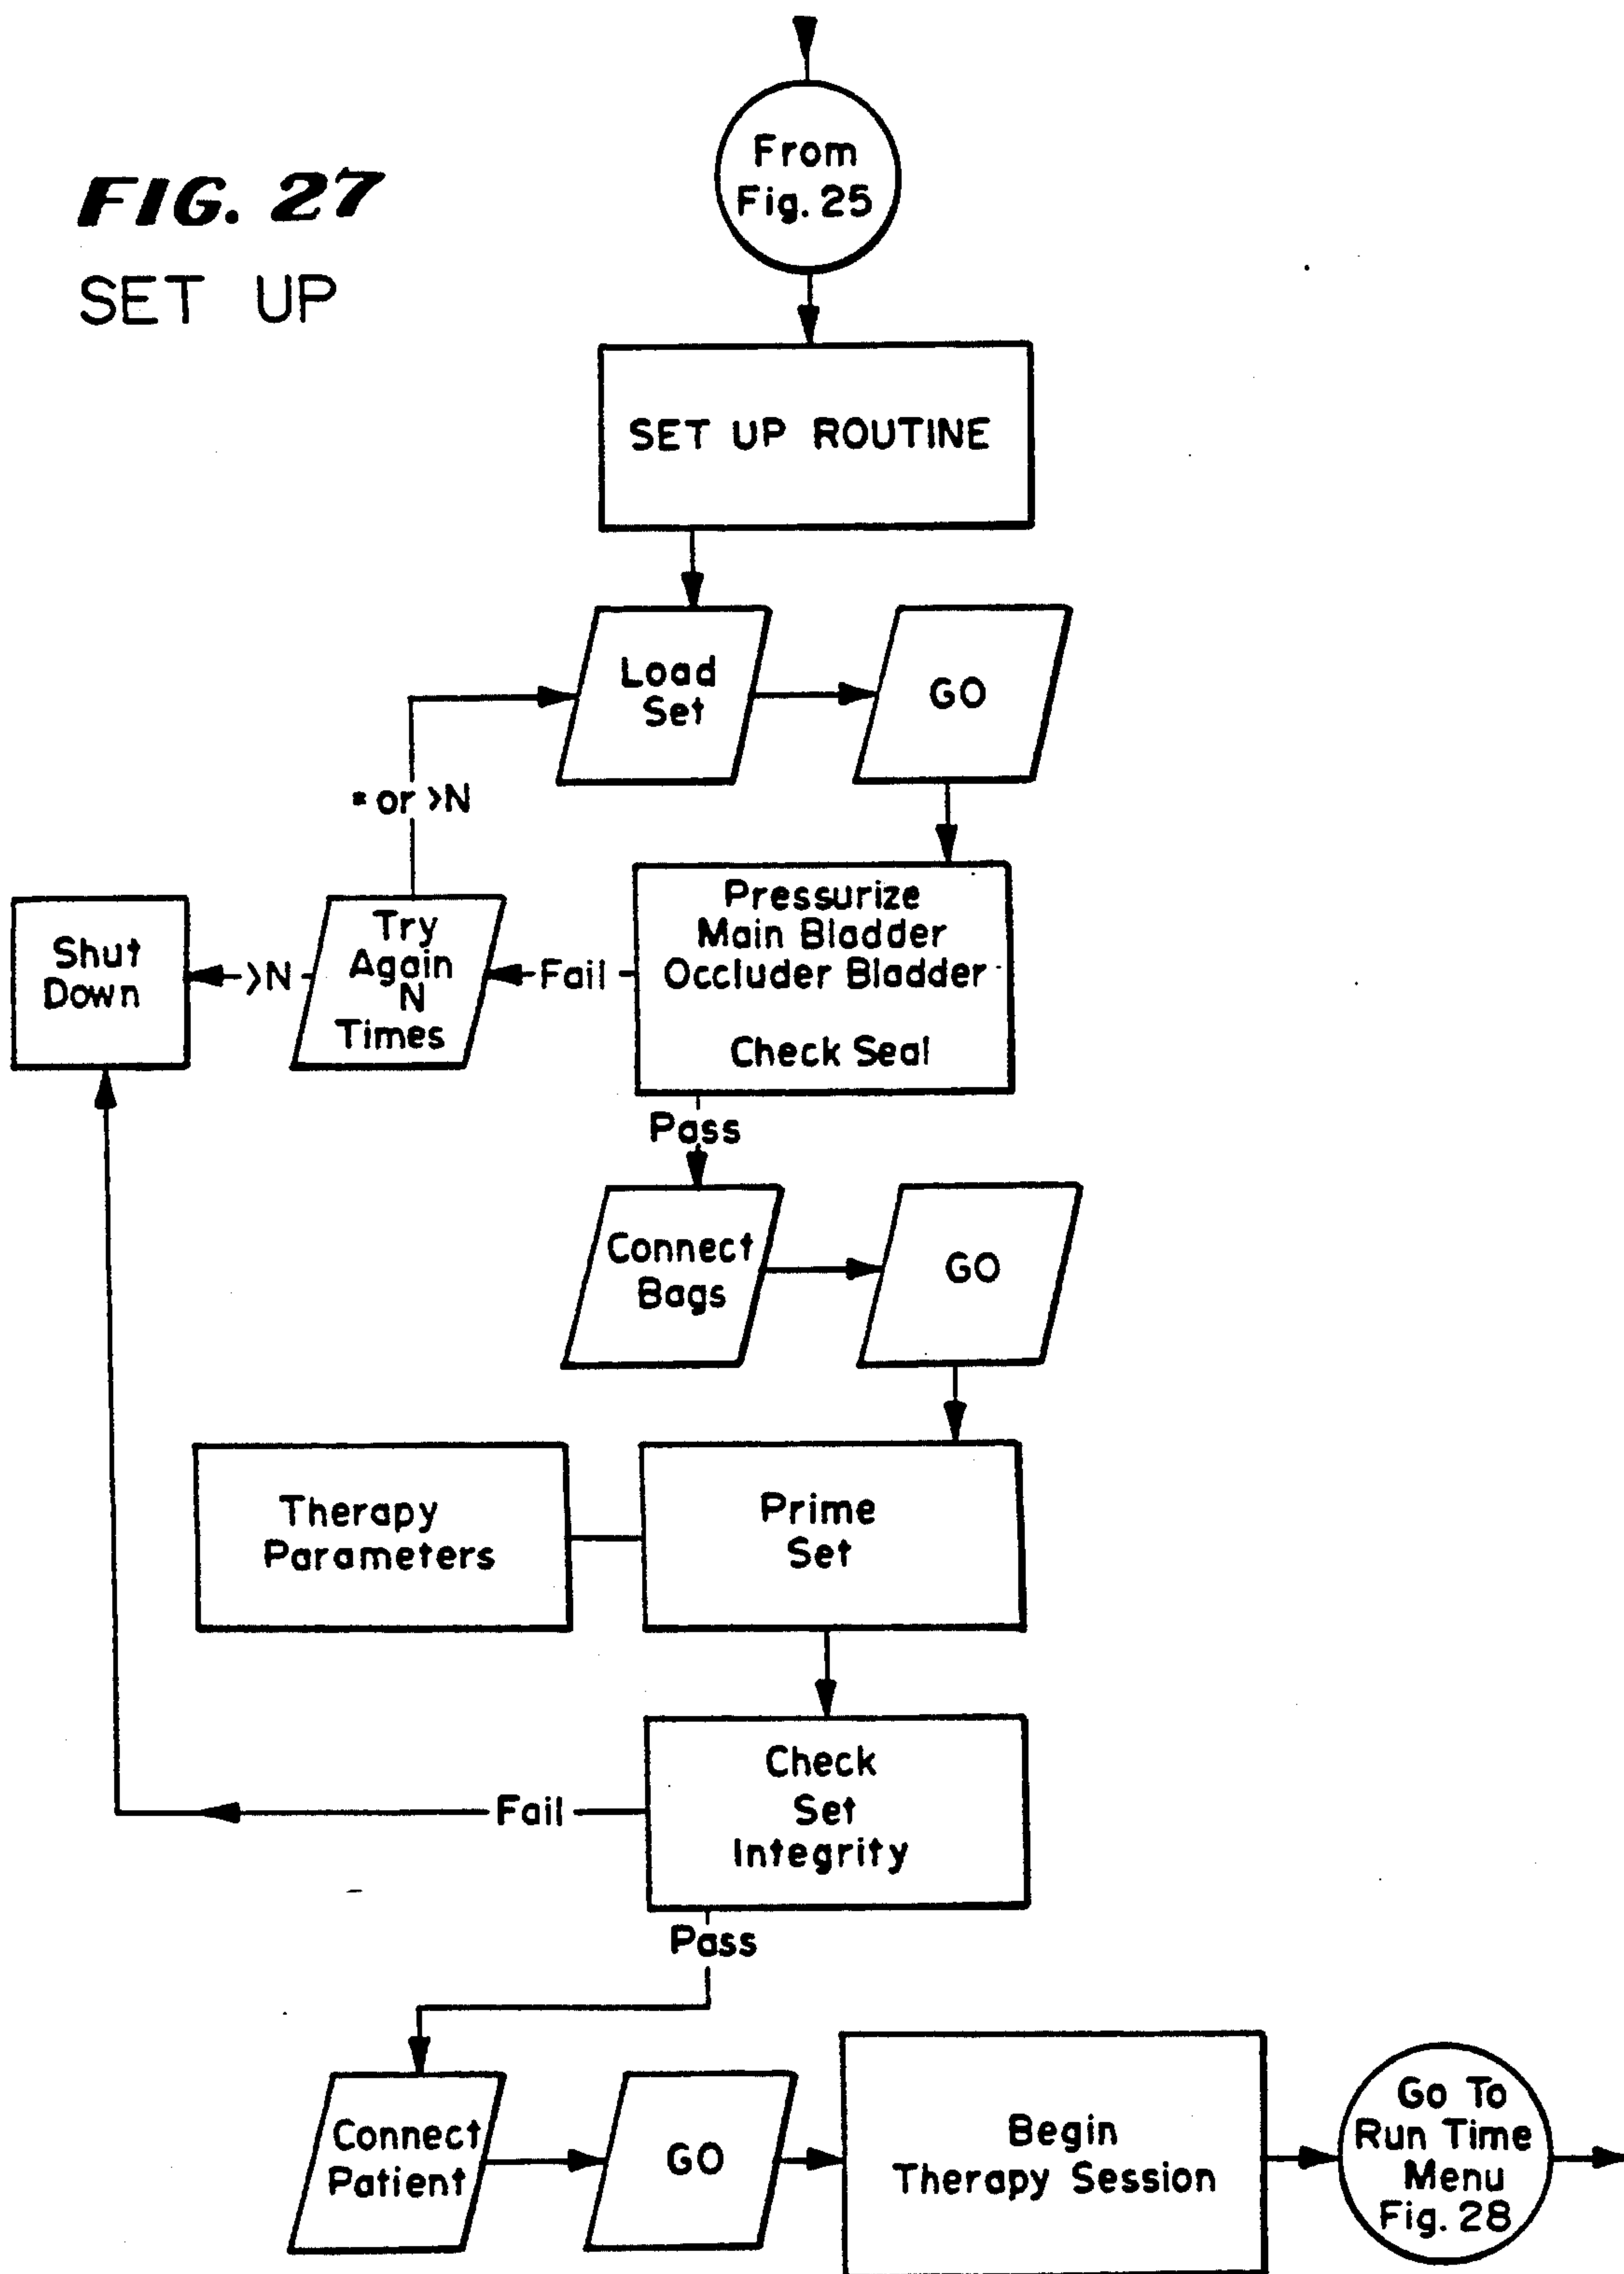 FIG. 27
SET UP
From
Fig. 25
SET UP ROUTINE
Load
Set
GO
= or >N
Pressurize
Main Bladder
Occluder Bladder
Check Seal
Fail
Try
Again
N
Times
>N
Shut
Down
Pass
Connect
Bags
GO
Therapy
Parameters
Prime
Set
Check
Set
Integrity
Fail
Pass
Connect
Patient
GO
Begin
Therapy Session
Go To
Run Time
Menu
Fig. 28